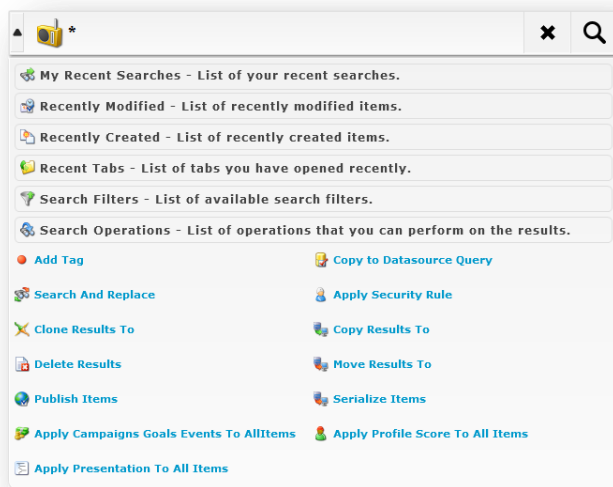 *
My Recent Searches - List of your recent searches.
Recently Modified - List of recently modified items.
Recently Created - List of recently created items.
Recent Tabs - List of tabs you have opened recently.
Search Filters - List of available search filters.
Search Operations - List of operations that you can perform on the results.
Add Tag
Copy to Datasource Query
Search And Replace
Apply Security Rule
Clone Results To
Copy Results To
Delete Results
Move Results To
Publish Items
Serialize Items
Apply Campaigns Goals Events To AllItems
Apply Profile Score To All Items
Apply Presentation To All Items